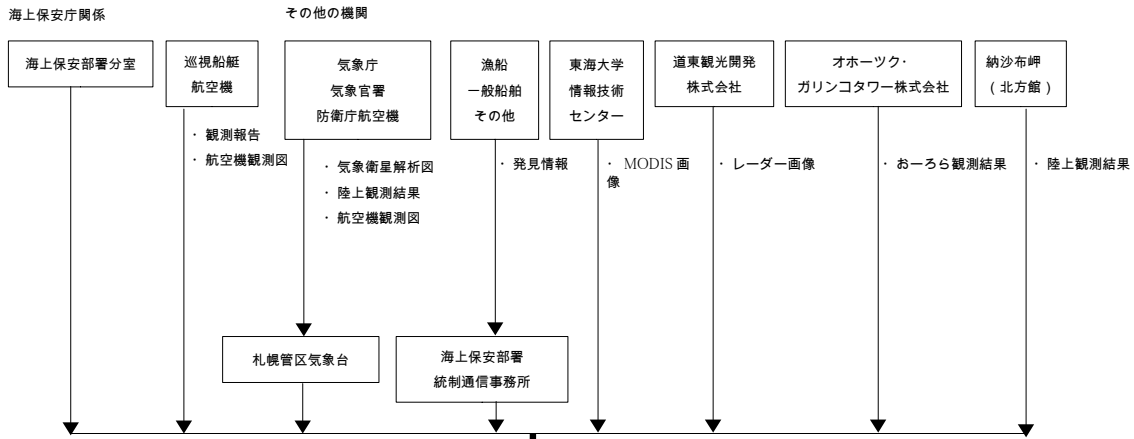 海上保安庁関係
その他の機関
海上保安部署分室
巡視船艇
航空機
気象庁
気象官署
防衛庁航空機
漁船
一般船舶
その他
東海大学
情報技術
センター
道東観光開発
株式会社
オホーツク・
ガリンコタワー株式会社
納沙布岬
(北方館)
・観測報告
・航空機観測図
・気象衛星解析図
・陸上観測結果
・航空機観測図
・発見情報
・ MODIS 画
像
・レーダー画像
・おーろら観測結果
・陸上観測結果
札幌管区気象台
海上保安部署
統制通信事務所